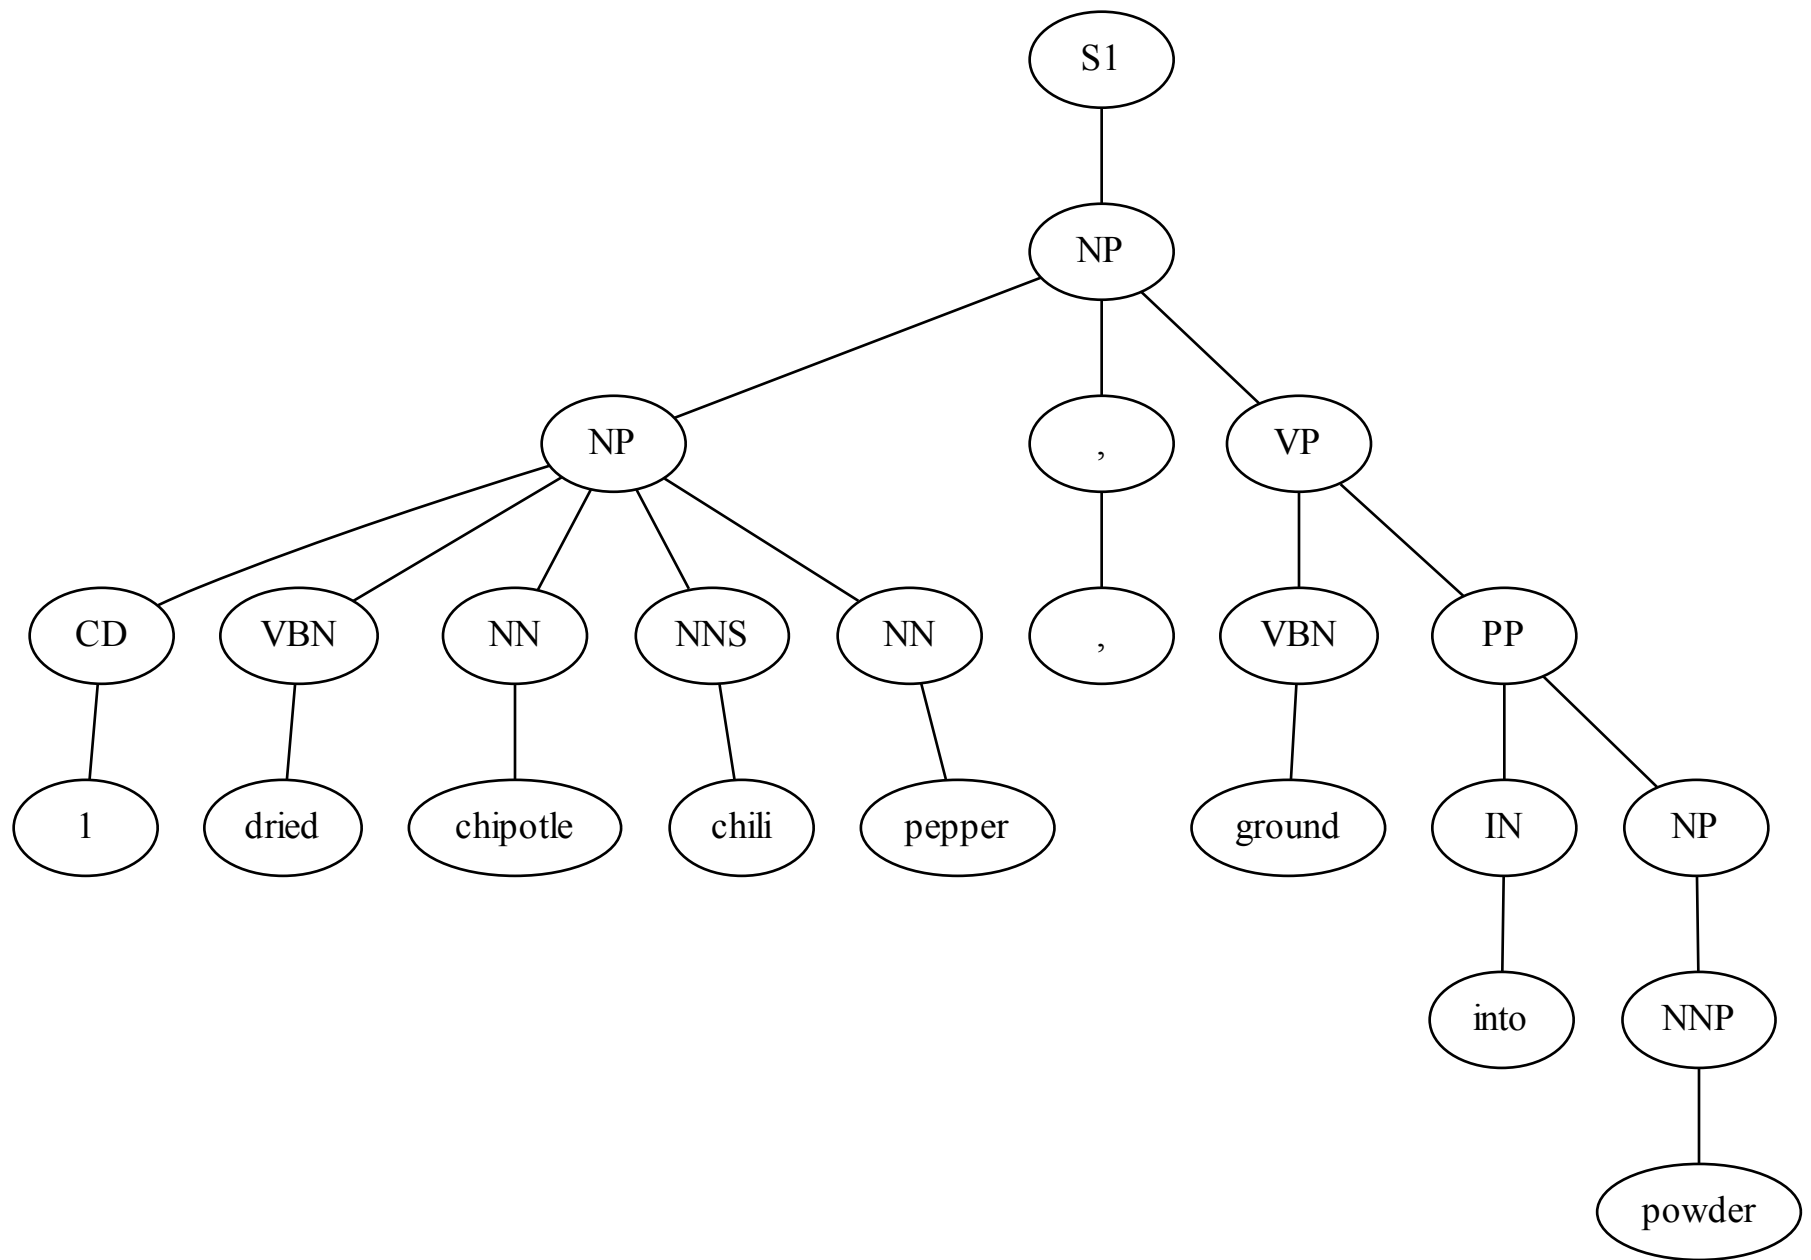 S1
NP
NP , VP
CD VBN NN NNS NN , VBN PP
1 dried chipotle chili pepper ground IN NP
into NNP
powder